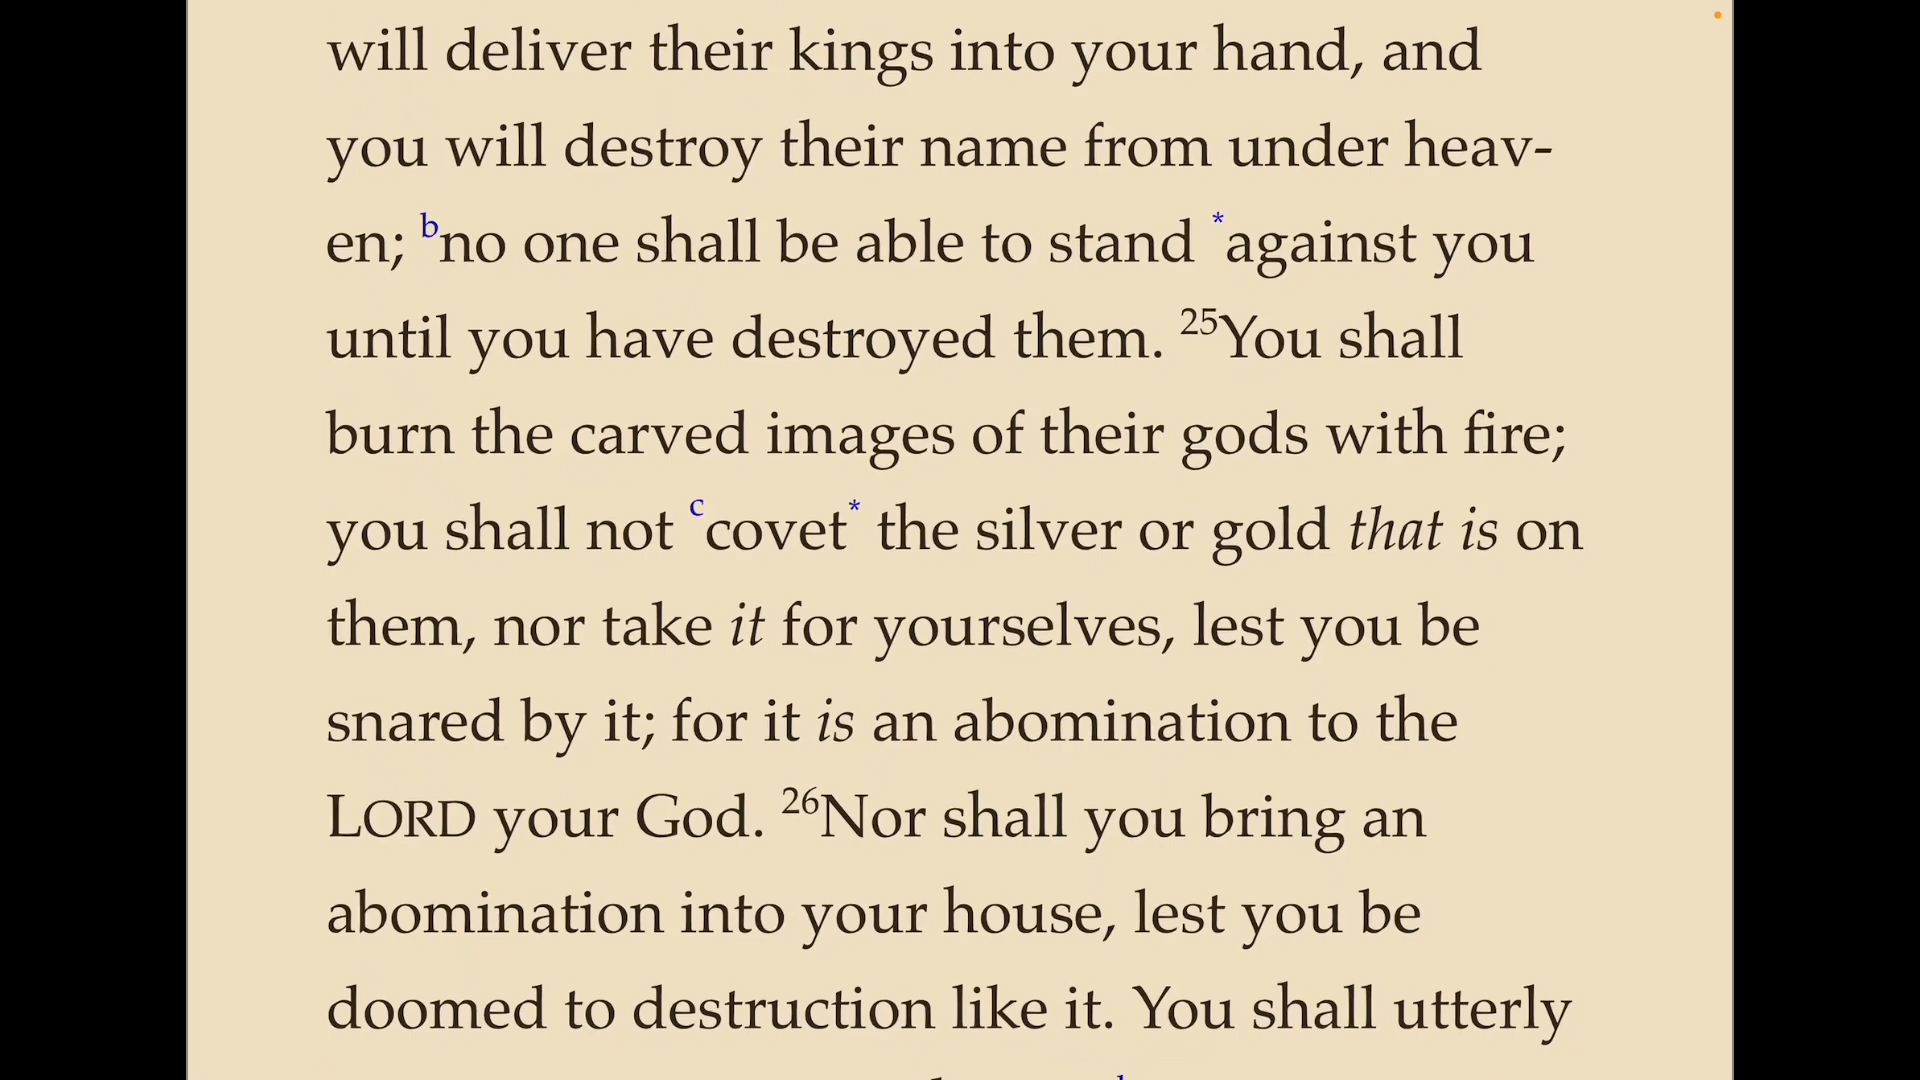 will deliver their kings into your hand, and
you will destroy their name from under heav-
en; bno one shall be able to stand *against you
until you have destroyed them. 25You shall
burn the carved images of their gods with fire;
you shall not ccovet* the silver or gold that is on
them, nor take it for yourselves, lest you be
snared by it; for it is an abomination to the
LORD your God. 26Nor shall you bring an
abomination into your house, lest you be
doomed to destruction like it. You shall utterly